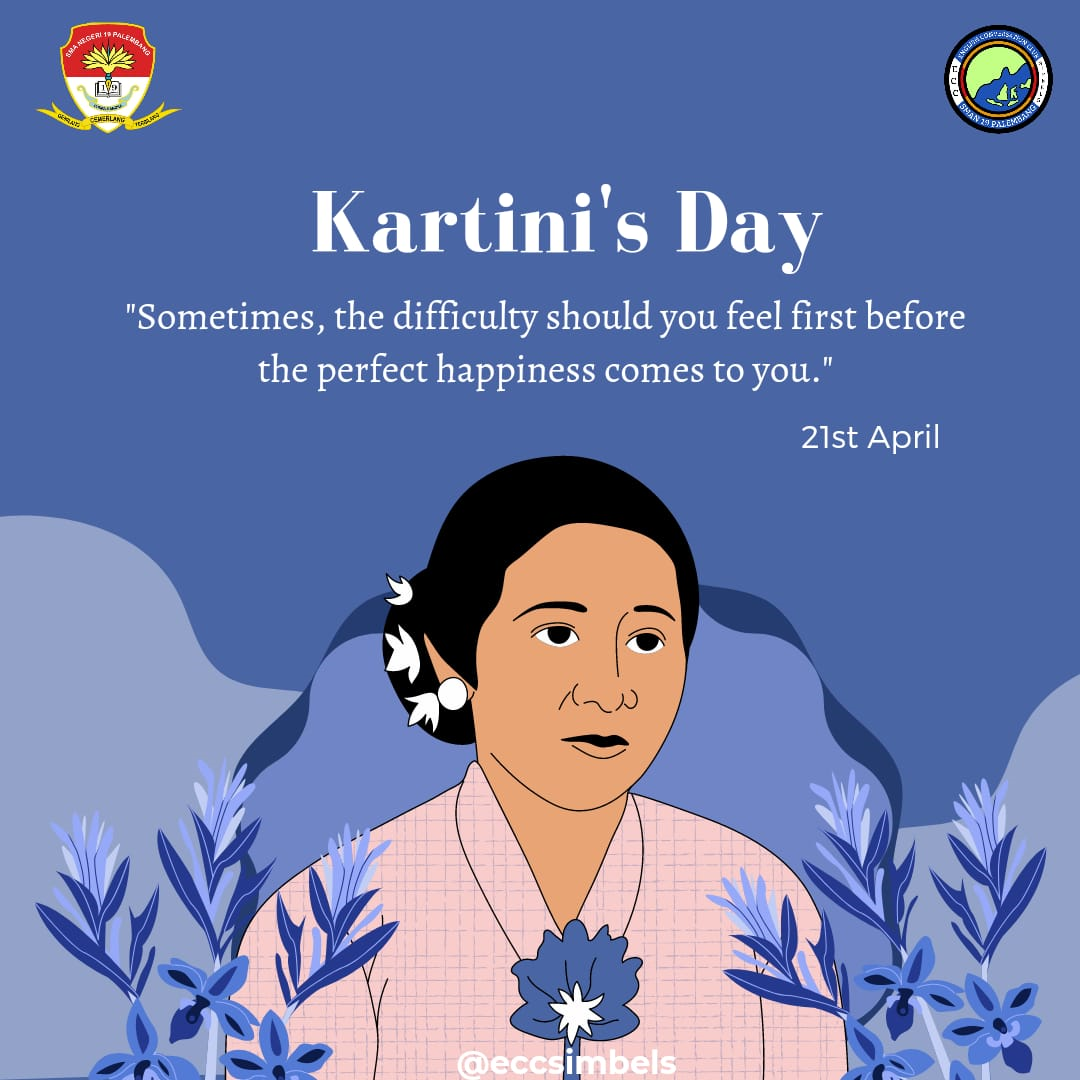 SMA NEGERI 19 PALEMBANG
19
GEMILANG CEMERLANG TERBILANG
ENGLISH CONVERSATION CLUB
ECC
SMAN 19 PALEMBANG
Kartini's Day
"Sometimes, the difficulty should you feel first before
the perfect happiness comes to you."
21st April
@eccsimbels